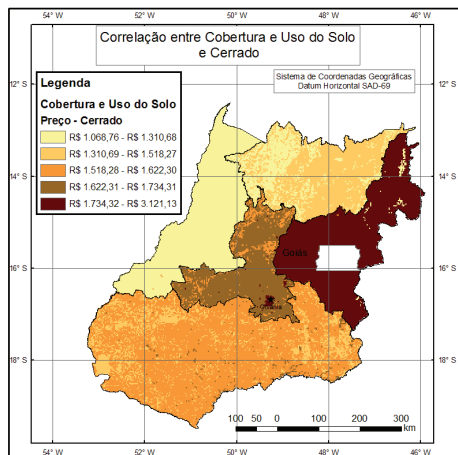 54° W 52° W 50° W 48° W 46° W
Correlação entre Cobertura e Uso do Solo
e Cerrado
Sistema de Coordenadas Geográficas
Datum Horizontal SAD-69
Legenda
Cobertura e Uso do Solo
Preço - Cerrado
R$ 1.068,76 - R$ 1.310,68
R$ 1.310,69 - R$ 1.518,27
R$ 1.518,28 - R$ 1.622,30
R$ 1.622,31 - R$ 1.734,31
R$ 1.734,32 - R$ 3.121,13
12° S 12° S
14° S 14° S
Goiás
16° S 16° S
18° S 18° S
100 50 0 100 200 300
km
54° W 52° W 50° W 48° W 46° W